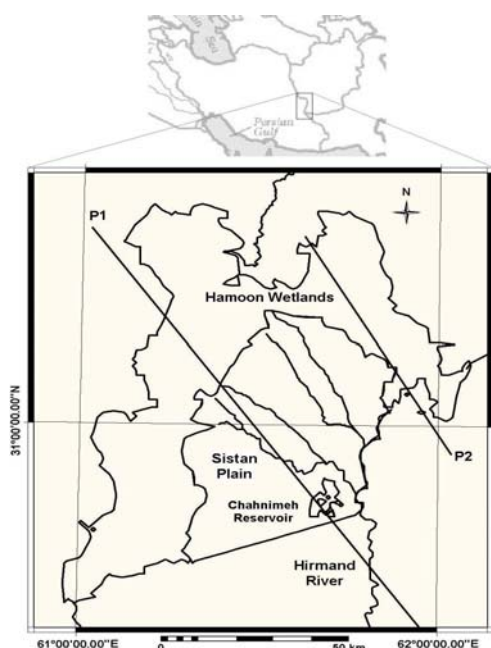 Persian
Gulf
N
P1
Hamoon Wetlands
31°00'00.00"N
P2
Sistan
Plain
Chahnimeh
Reservoir
Hirmand
River
61°00'00.00"E
62°00'00.00"E
0
50 km